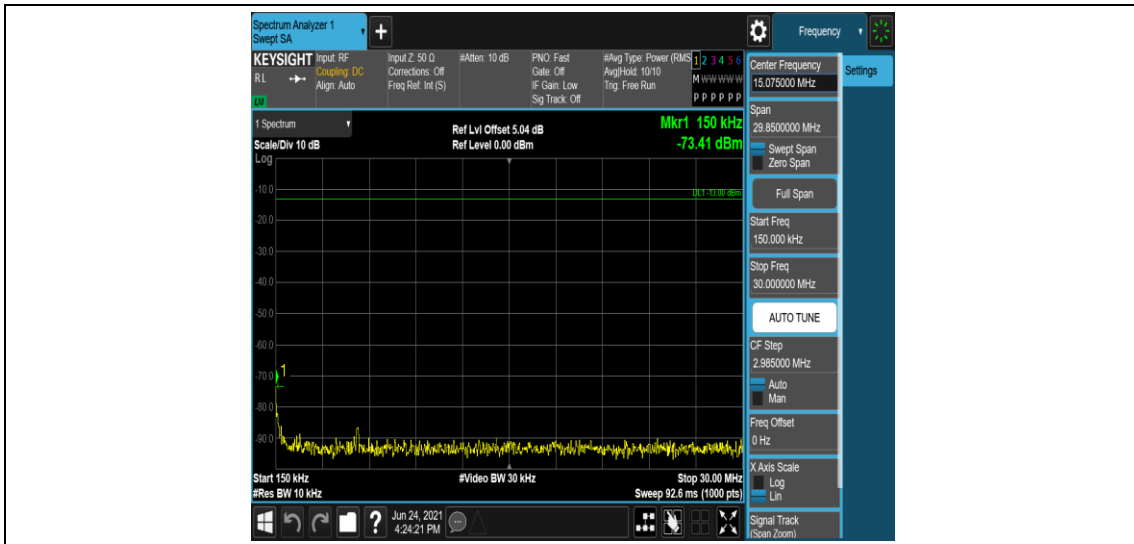 Spectrum Analyzer 1
Swept SA
+
Frequency
KEYSIGHT
RL
LXI
Input: RF
Coupling: DC
Align: Auto
Input Z: 50 Ω
Corrections: Off
Freq Ref: Int (S)
#Atten: 10 dB
PNO: Fast
Gate: Off
IF Gain: Low
Sig Track: Off
#Avg Type: Power (RMS
Avg|Hold: 10/10
Trig: Free Run
1 2 3 4 5 6
M W W W W W
P P P P P P
1 Spectrum
Scale/Div 10 dB
Log
Ref Lvl Offset 5.04 dB
Ref Level 0.00 dBm
Mkr1 150 kHz
-73.41 dBm
DL1 -13.00 dBm
-10.0
-20.0
-30.0
-40.0
-50.0
-60.0
-70.0
-80.0
-90.0
1
Start 150 kHz
#Res BW 10 kHz
#Video BW 30 kHz
Stop 30.00 MHz
Sweep 92.6 ms (1000 pts)
Center Frequency
15.075000 MHz
Settings
Span
29.8500000 MHz
Swept Span
Zero Span
Full Span
Start Freq
150.000 kHz
Stop Freq
30.000000 MHz
AUTO TUNE
CF Step
2.985000 MHz
Auto
Man
Freq Offset
0 Hz
X Axis Scale
Log
Lin
Signal Track
(Span Zoom)
?
Jun 24, 2021
4:24:21 PM